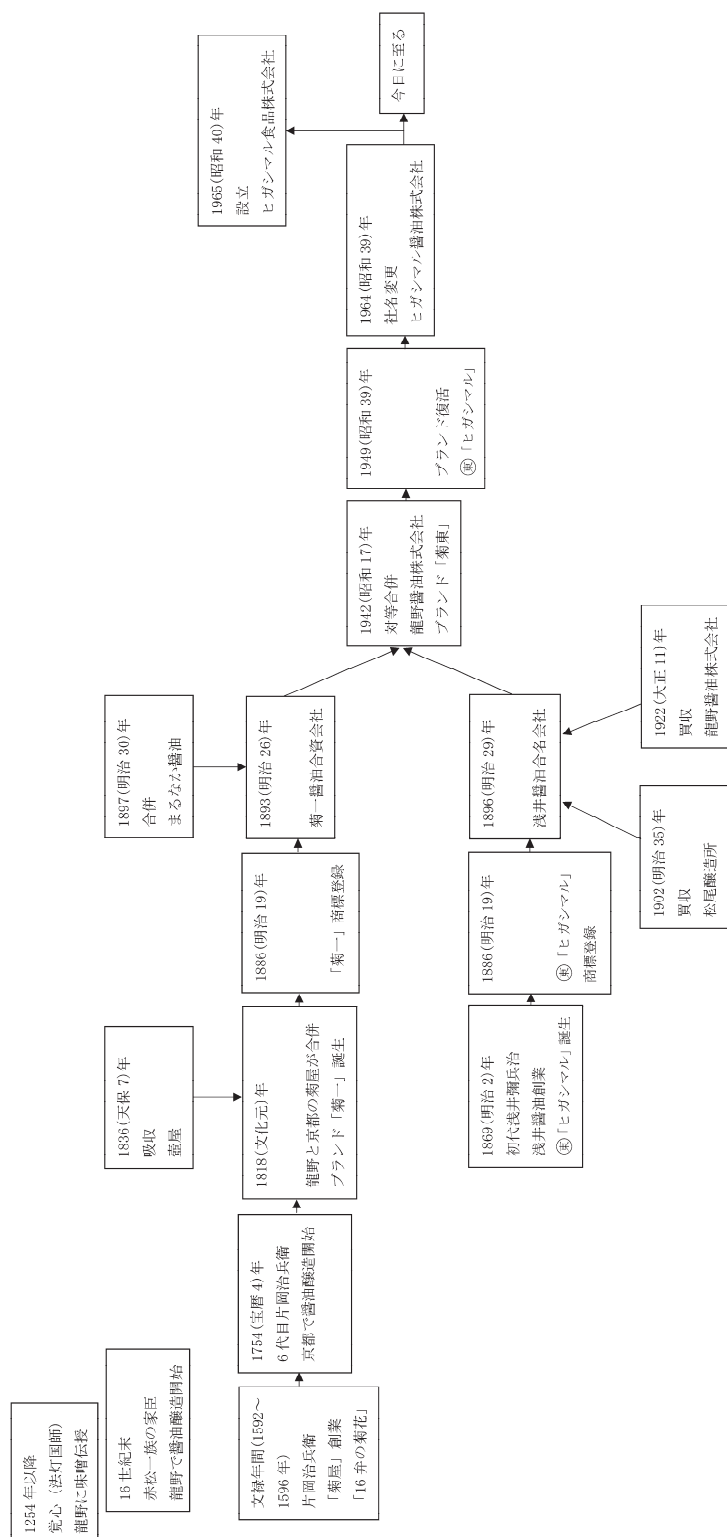 1254年以降
覚心（法灯国師）
龍野に味噌伝授
16世紀末
赤松一族の家臣
龍野で醤油醸造開始
文禄年間(1592～
1596年)
片岡治兵衛
「菊屋」創業
「16弁の菊花」
1754(宝暦4)年
6代目片岡治兵衛
京都で醤油醸造開始
1836(天保7)年
吸収
壺屋
1818(文化元)年
龍野と京都の菊屋が合併
ブランド「菊一」誕生
1886(明治19)年
「菊一」商標登録
1897(明治30)年
合併
まるなか醤油
1893(明治26)年
菊一醤油合資会社
1869(明治2)年
初代浅井彌兵治
浅井醤油創業
㊥「ヒガシマル」誕生
1886(明治19)年
「ヒガシマル」
商標登録
1896(明治29)年
浅井醤油合名会社
1902(明治35)年
買収
松尾醸造所
1922(大正11)年
買収
龍野醤油株式会社
1942(昭和17)年
対等合併
龍野醤油株式会社
ブランド「菊東」
1949(昭和39)年
ブランド復活
「ヒガシマル」
1964(昭和39)年
社名変更
ヒガシマル醤油株式会社
1965(昭和40)年
設立
ヒガシマル食品株式会社
今日に至る